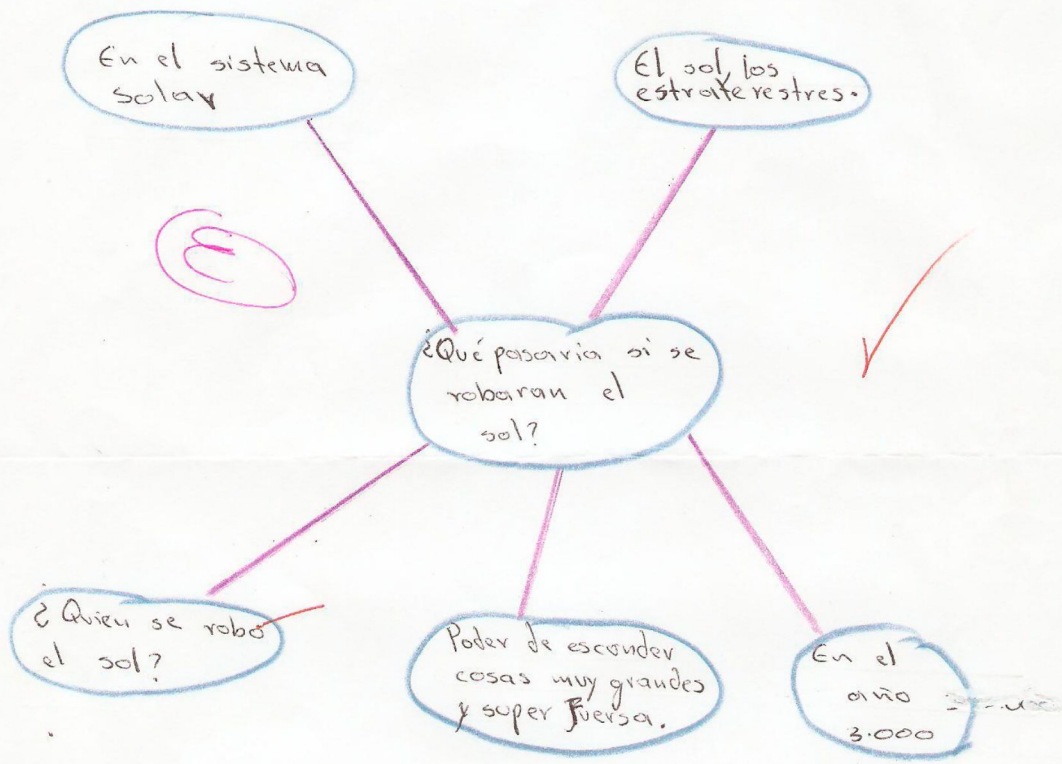 En el sistema
solar
El sol, los
estraterestres.
¿Qué pasaria si se
robaran el
sol?
¿Quien se robo
el sol?
Poder de esconder
cosas muy grandes
y super fuersa.
En el
año
3.000